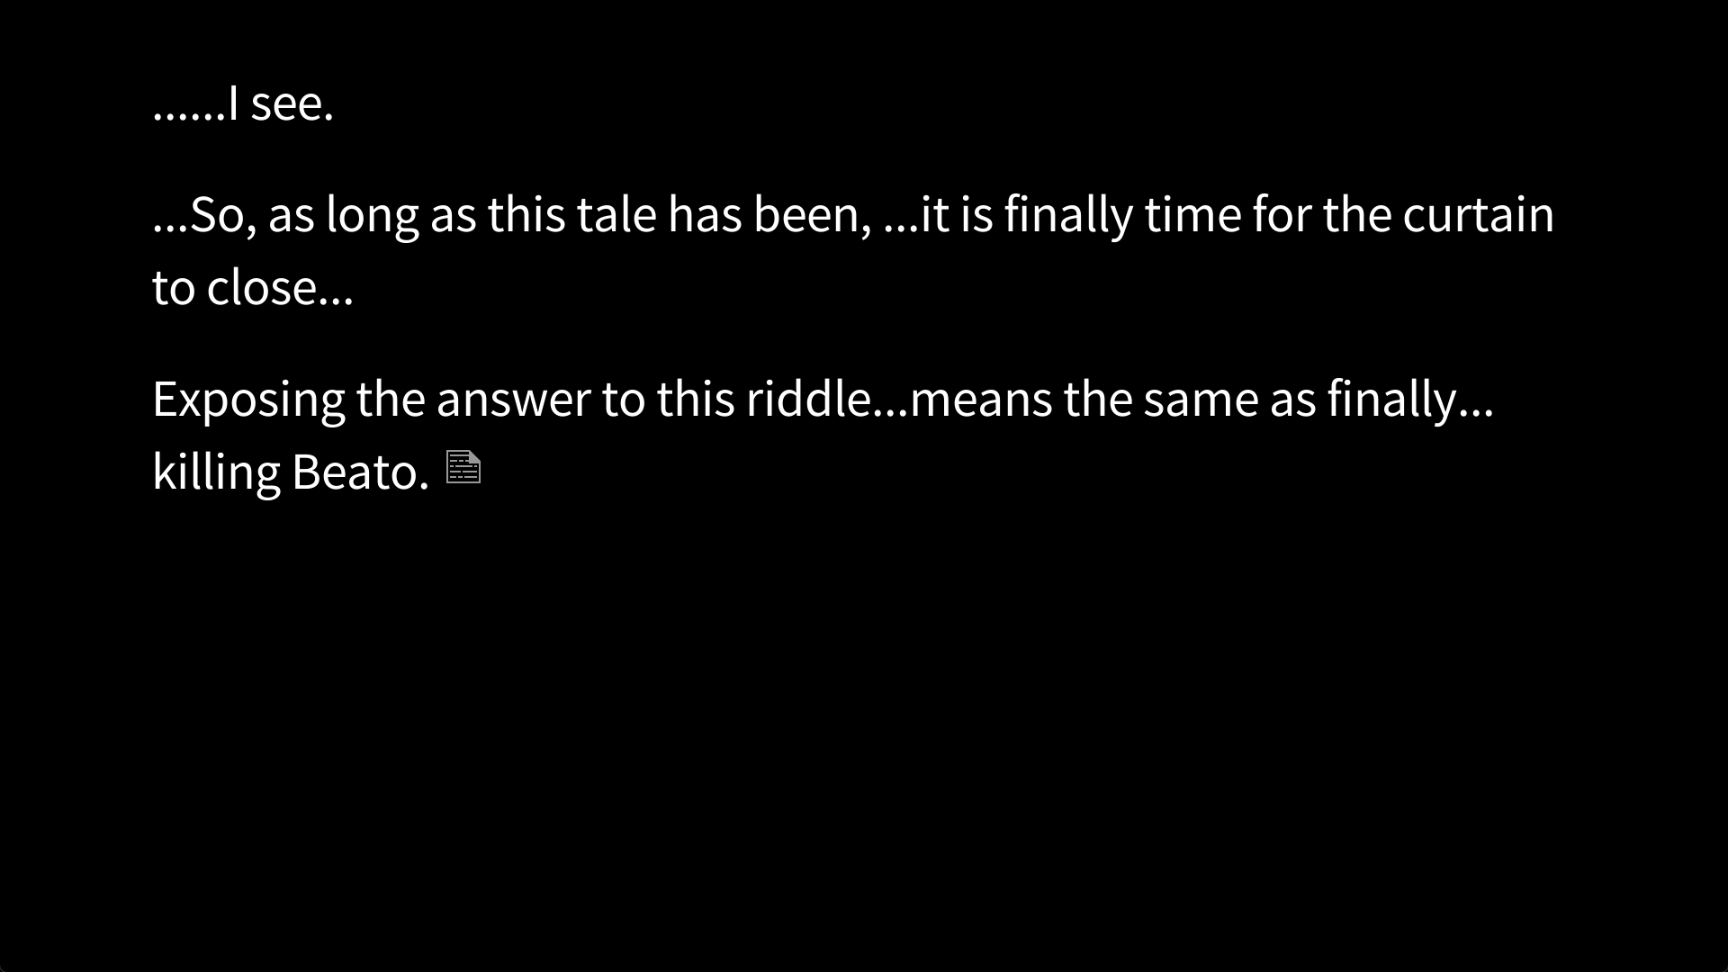 ......I see.
...So, as long as this tale has been, ...it is finally time for the curtain
to close...
Exposing the answer to this riddle...means the same as finally...
killing Beato.